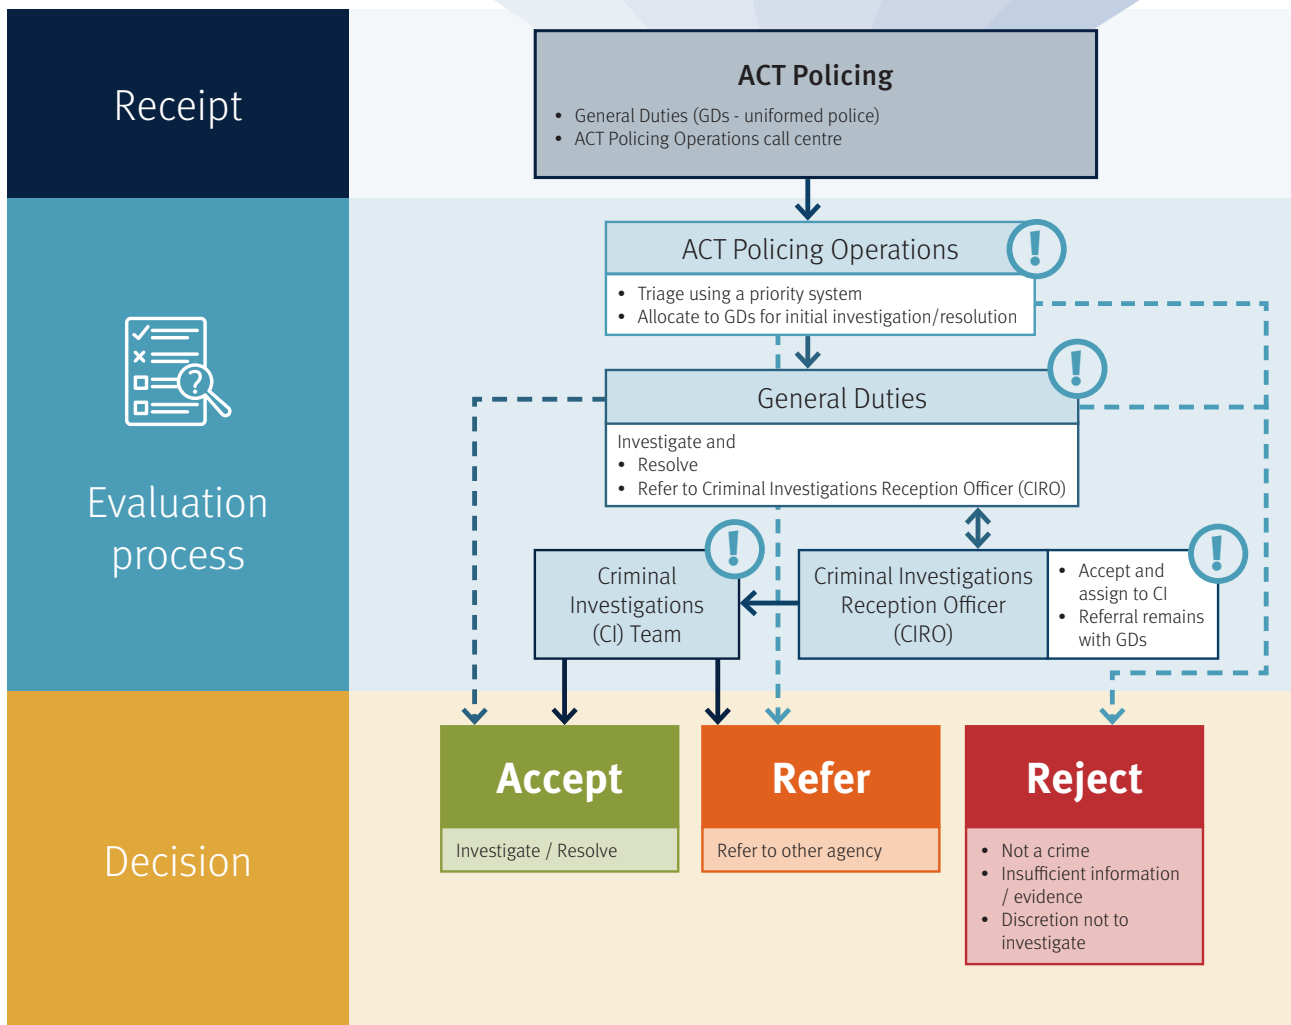 Receipt
ACT Policing
• General Duties (GDs - uniformed police)
• ACT Policing Operations call centre
Evaluation
process
ACT Policing Operations
• Triage using a priority system
• Allocate to GDs for initial investigation/resolution
General Duties
Investigate and
• Resolve
• Refer to Criminal Investigations Reception Officer (CIRO)
Criminal
Investigations
(CI) Team
Criminal Investigations
Reception Officer
(CIRO)
• Accept and
assign to CI
• Referral remains
with GDs
Decision
Accept
Investigate / Resolve
Refer
Refer to other agency
Reject
• Not a crime
• Insufficient information
/ evidence
• Discretion not to
investigate